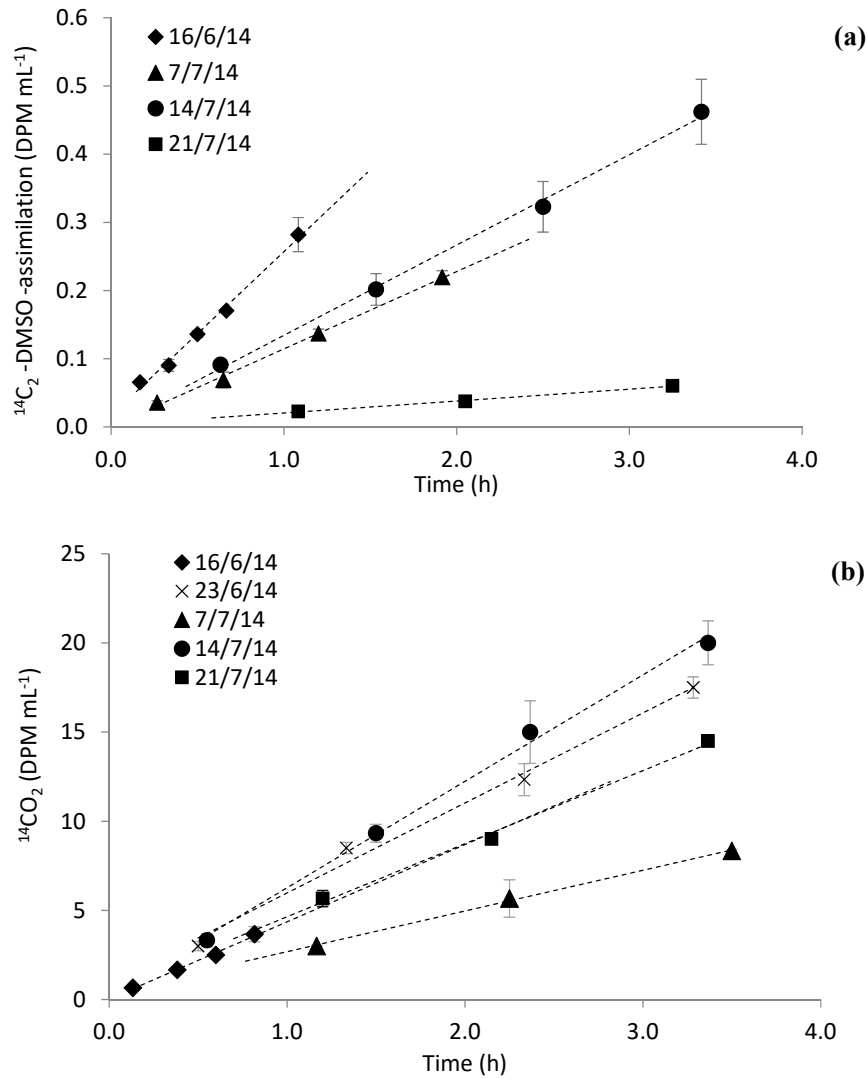 (a)
16/6/14
7/7/14
14/7/14
21/7/14
¹⁴C₂ -DMSO -assimilation (DPM mL⁻¹)
0.6
0.5
0.4
0.3
0.2
0.1
0.0
0.0 1.0 2.0 3.0 4.0
Time (h)
(b)
16/6/14
23/6/14
7/7/14
14/7/14
21/7/14
¹⁴CO₂ (DPM mL⁻¹)
25
20
15
10
5
0
0.0 1.0 2.0 3.0 4.0
Time (h)